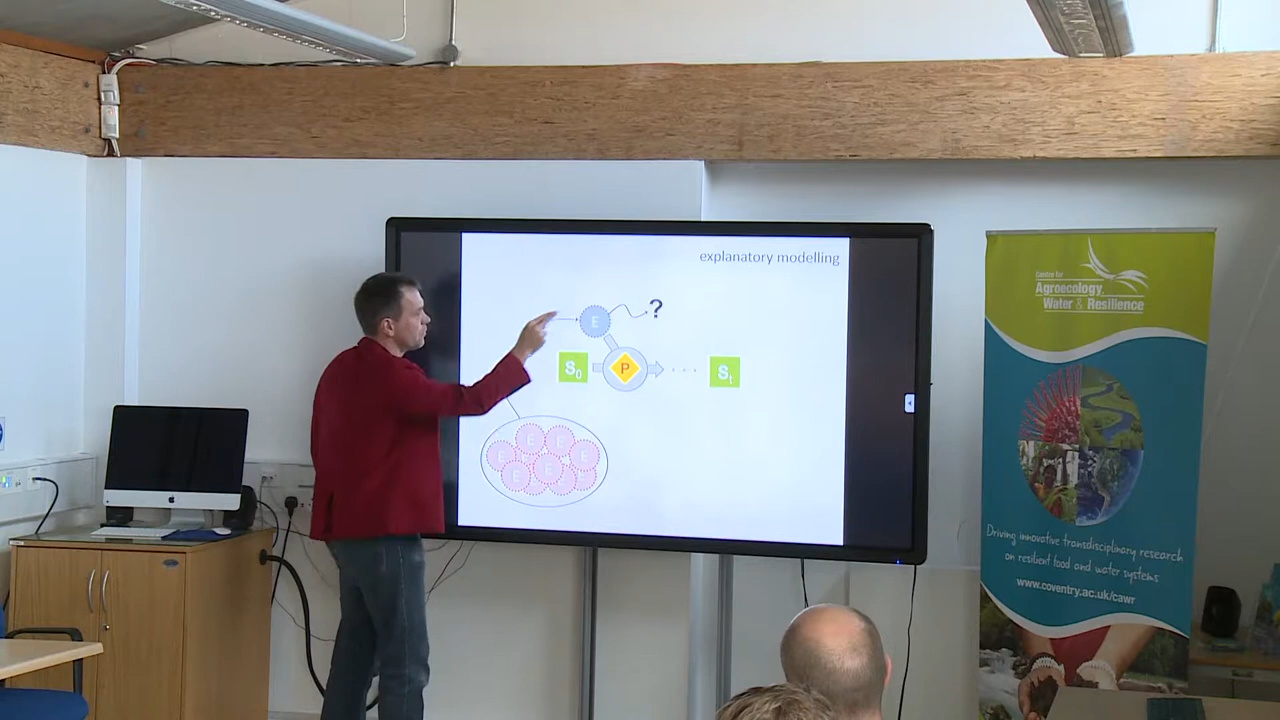 explanatory modelling
E
?
S0
P
. . .
St
E
E
E
E
E
E
Centre for
Agroecology,
Water & Resilience
Driving innovative transdisciplinary research
on resilient food and water systems
www.coventry.ac.uk/cawr